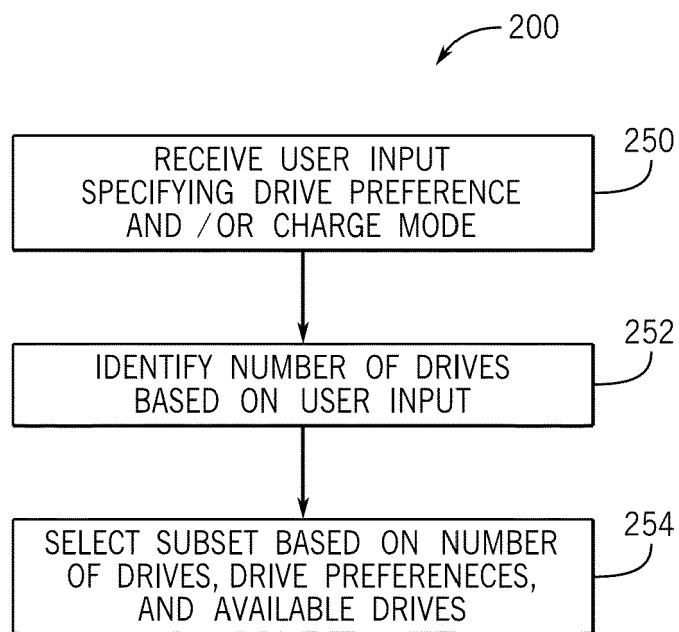 200
RECEIVE USER INPUT
SPECIFYING DRIVE PREFERENCE
AND /OR CHARGE MODE
250
IDENTIFY NUMBER OF DRIVES
BASED ON USER INPUT
252
SELECT SUBSET BASED ON NUMBER
OF DRIVES, DRIVE PREFERENECES,
AND AVAILABLE DRIVES
254